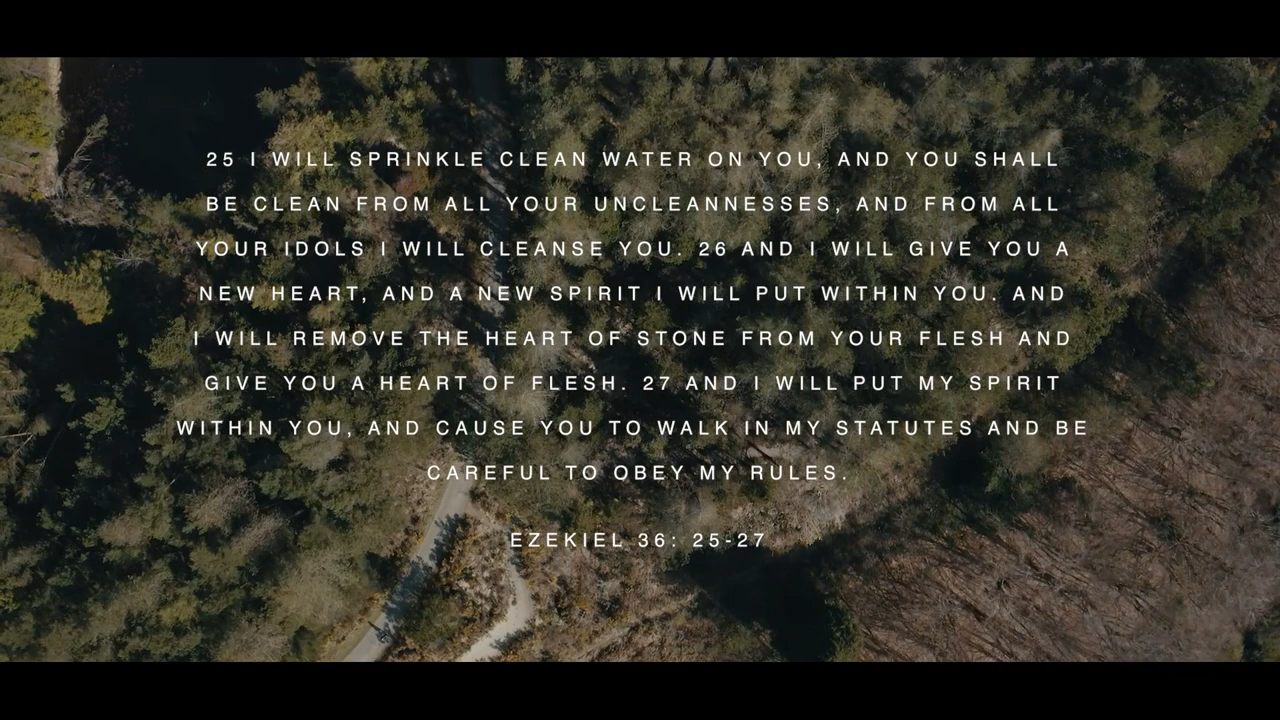 25 I WILL SPRINKLE CLEAN WATER ON YOU, AND YOU SHALL
BE CLEAN FROM ALL YOUR UNCLEANNESSES, AND FROM ALL
YOUR IDOLS I WILL CLEANSE YOU. 26 AND I WILL GIVE YOU A
NEW HEART, AND A NEW SPIRIT I WILL PUT WITHIN YOU. AND
I WILL REMOVE THE HEART OF STONE FROM YOUR FLESH AND
GIVE YOU A HEART OF FLESH. 27 AND I WILL PUT MY SPIRIT
WITHIN YOU, AND CAUSE YOU TO WALK IN MY STATUTES AND BE
CAREFUL TO OBEY MY RULES.
EZEKIEL 36: 25-27